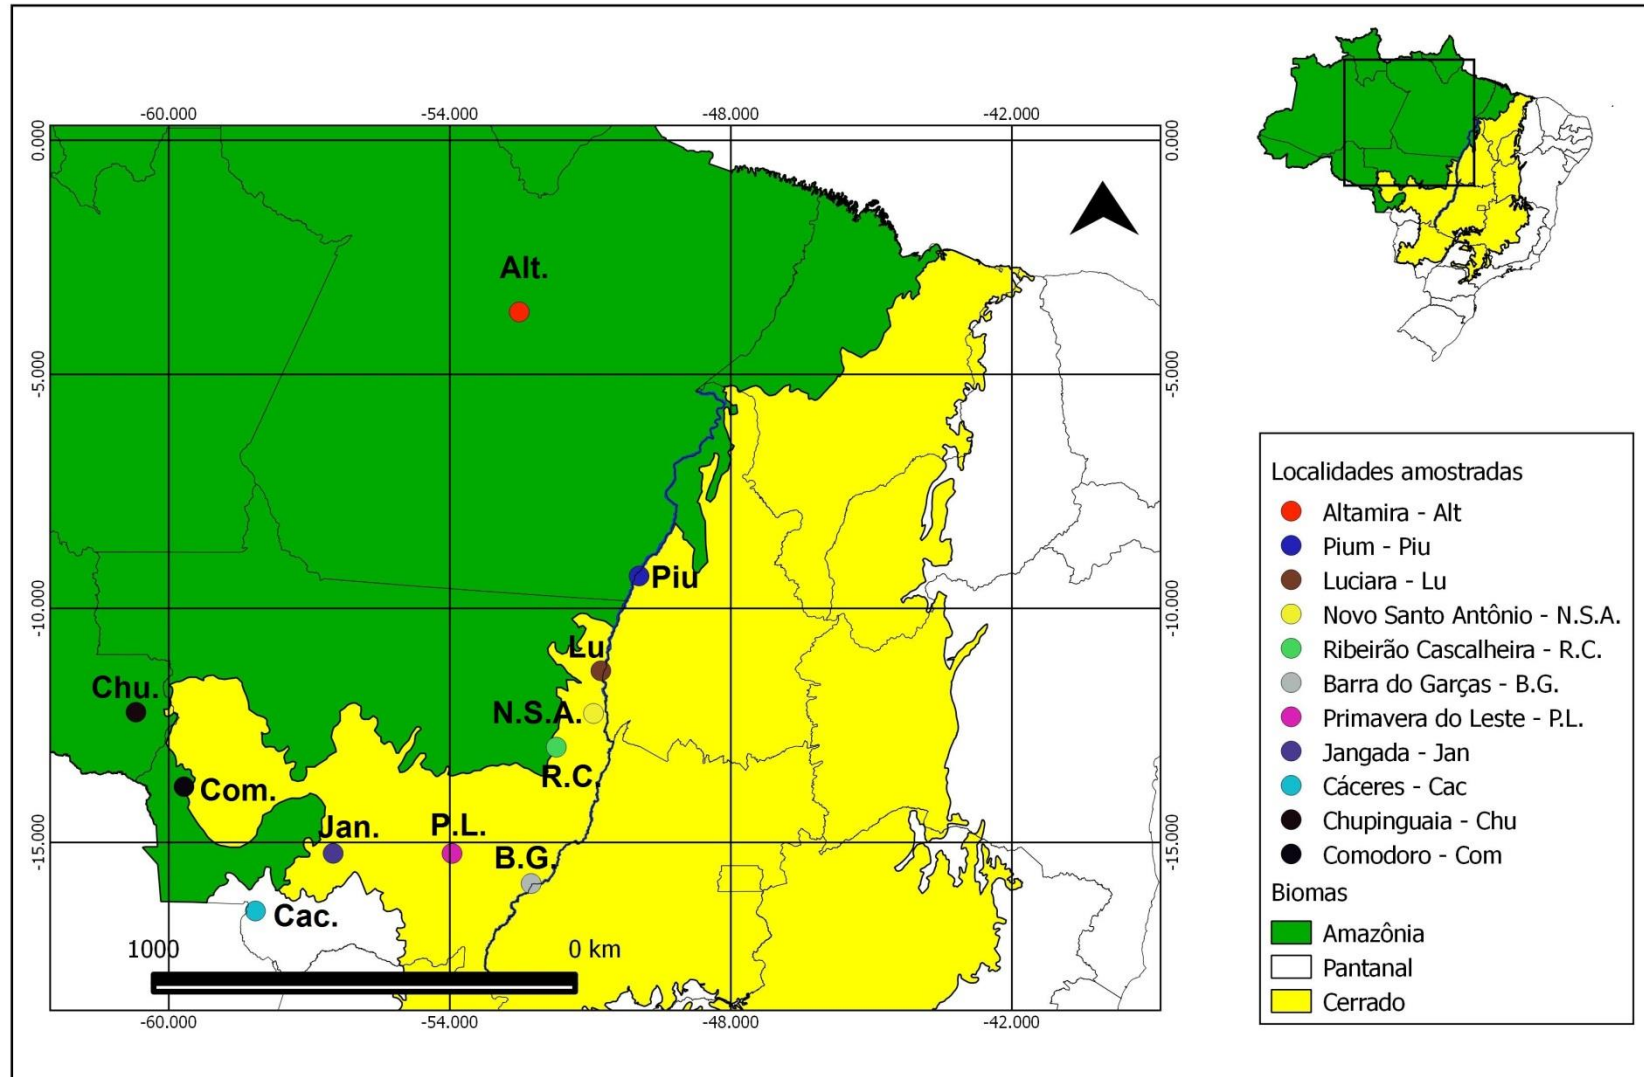 -60.000 -54.000 -48.000 -42.000
0.000 0.000
Alt.
-5.000 -5.000
Piu
-10.000 -10.000
Lu
Chu.
N.S.A.
R.C.
Com.
Jan. P.L.
-15.000 -15.000
B.G.
Cac.
1000 0 km
-60.000 -54.000 -48.000 -42.000
Localidades amostradas
Altamira - Alt
Pium - Piu
Luciara - Lu
Novo Santo Antônio - N.S.A.
Ribeirão Cascalheira - R.C.
Barra do Garças - B.G.
Primavera do Leste - P.L.
Jangada - Jan
Cáceres - Cac
Chupinguaia - Chu
Comodoro - Com
Biomas
Amazônia
Pantanal
Cerrado